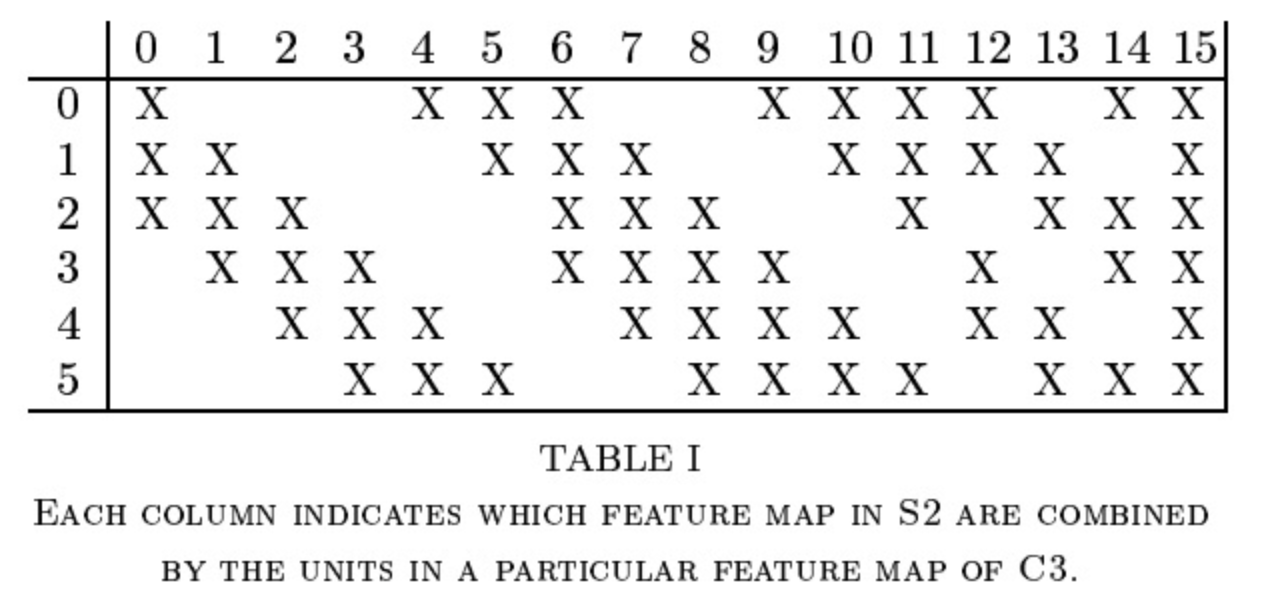 0 1 2 3 4 5 6 7 8 9 10 11 12 13 14 15
0 X X X X X X X X X X
1 X X X X X X X X X X
2 X X X X X X X X X X
3 X X X X X X X X X X
4 X X X X X X X X X X
5 X X X X X X X X X X
TABLE I
EACH COLUMN INDICATES WHICH FEATURE MAP IN S2 ARE COMBINED
BY THE UNITS IN A PARTICULAR FEATURE MAP OF C3.